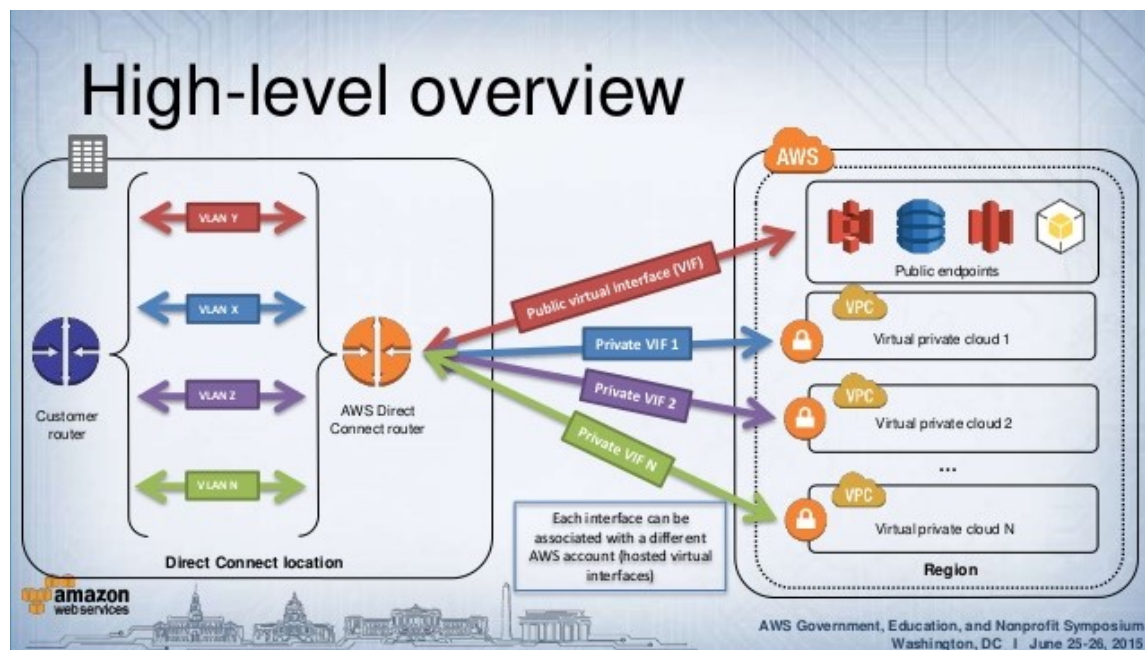 High-level overview
AWS
VLAN Y
VLAN X
VLAN Z
VLAN N
Customer
router
AWS Direct
Connect router
Direct Connect location
Public virtual interface (VIF)
Private VIF 1
Private VIF 2
Private VIF N
Each interface can be
associated with a different
AWS account (hosted virtual
interfaces)
Public endpoints
VPC
Virtual private cloud 1
VPC
Virtual private cloud 2
...
VPC
Virtual private cloud N
Region
amazon
webservices
AWS Government, Education, and Nonprofit Symposium
Washington, DC I June 25-26, 2015